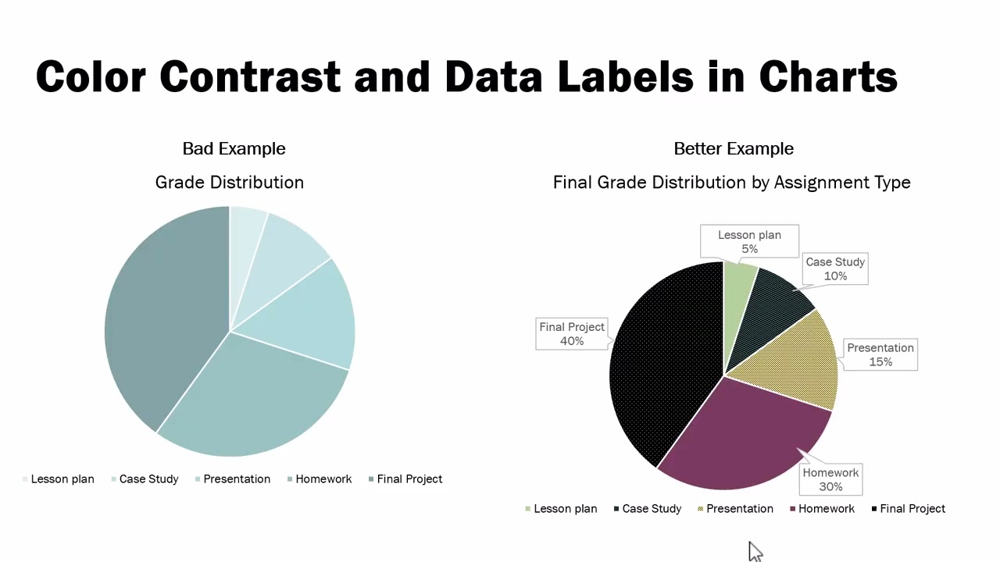 Color Contrast and Data Labels in Charts
Bad Example
Grade Distribution
Lesson plan Case Study Presentation Homework Final Project
Better Example
Final Grade Distribution by Assignment Type
Lesson plan
5%
Case Study
10%
Final Project
40%
Presentation
15%
Homework
30%
Lesson plan Case Study Presentation Homework Final Project